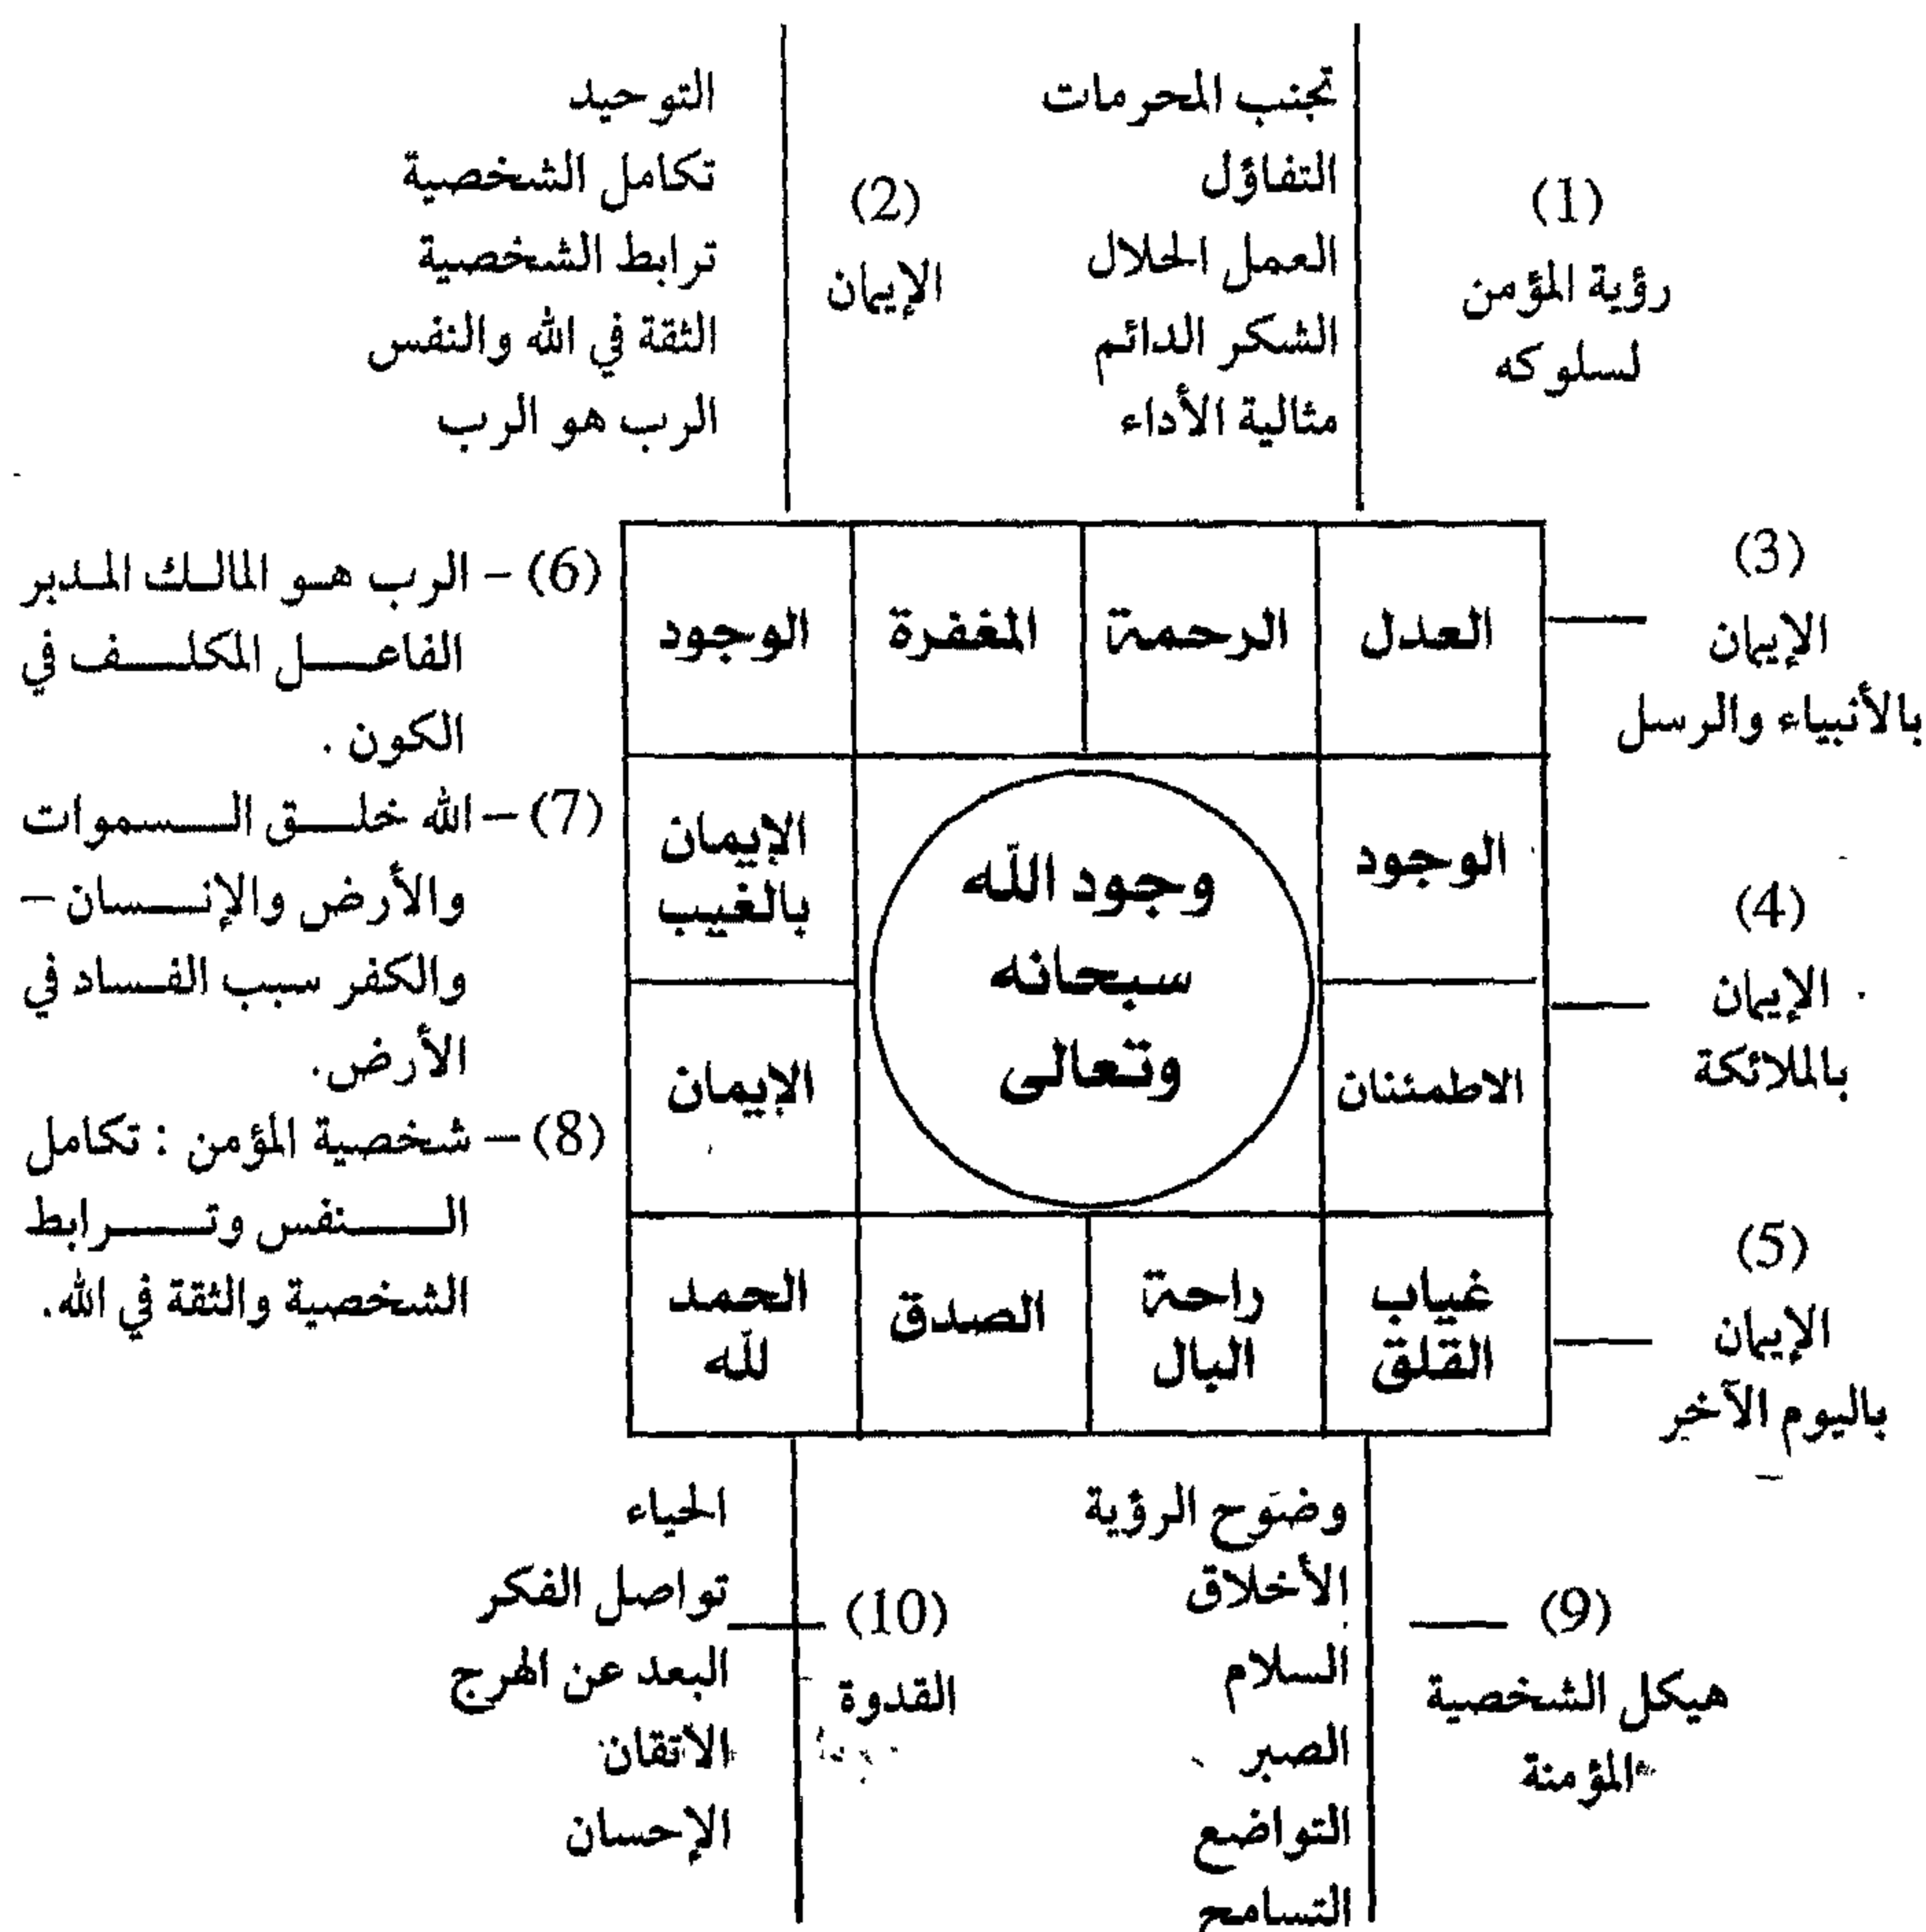 (1)
رؤية المؤمن
لسلوكه
تجنب المحرمات
التفاؤل
العمل الحلال
الشكر الدائم
مثالية الأداء
(2)
الإيمان
التوحيد
تكامل الشخصية
ترابط الشخصية
الثقة في الله والنفس
الرب هو الرب
(3)
الإيمان
بالأنبياء والرسل
(4)
الإيمان
بالملائكة
(5)
الإيمان
باليوم الآخر
العدل
الرحمة
المغفرة
الوجود
الوجود
الاطمئنان
وجود الله
سبحانه
وتعالى
الإيمان
بالغيب
الإيمان
غياب
القلق
راحة
البال
الصدق
الحمد
لله
(6) – الرب هو المالك المدبر
الفاعل المكلف في
الكون .
(7) – الله خلق السموات
والأرض والإنسان –
والكفر سبب الفساد في
الأرض.
(8) – شخصية المؤمن : تكامل
النفس وترابط
الشخصية والثقة في الله.
(9)
هيكل الشخصية
المؤمنة
وضوح الرؤية
الأخلاق
السلام
الصبر
التواضع
التسامح
(10)
القدوة
الحياء
تواصل الفكر
البعد عن الهرج
الاتقان
الإحسان